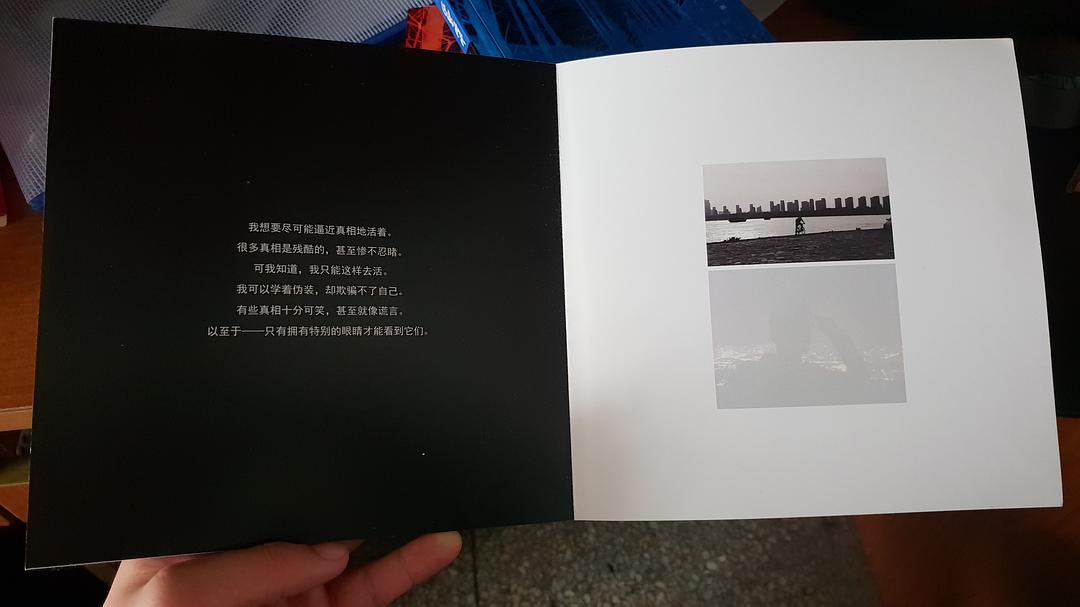 我想要尽可能逼近真相地活着。
很多真相是残酷的，甚至惨不忍睹。
可我知道，我只能这样去活。
我可以学着伪装，却欺骗不了自己。
有些真相十分可笑，甚至就像谎言。
以至于——只有拥有特别的眼睛才能看到它们。